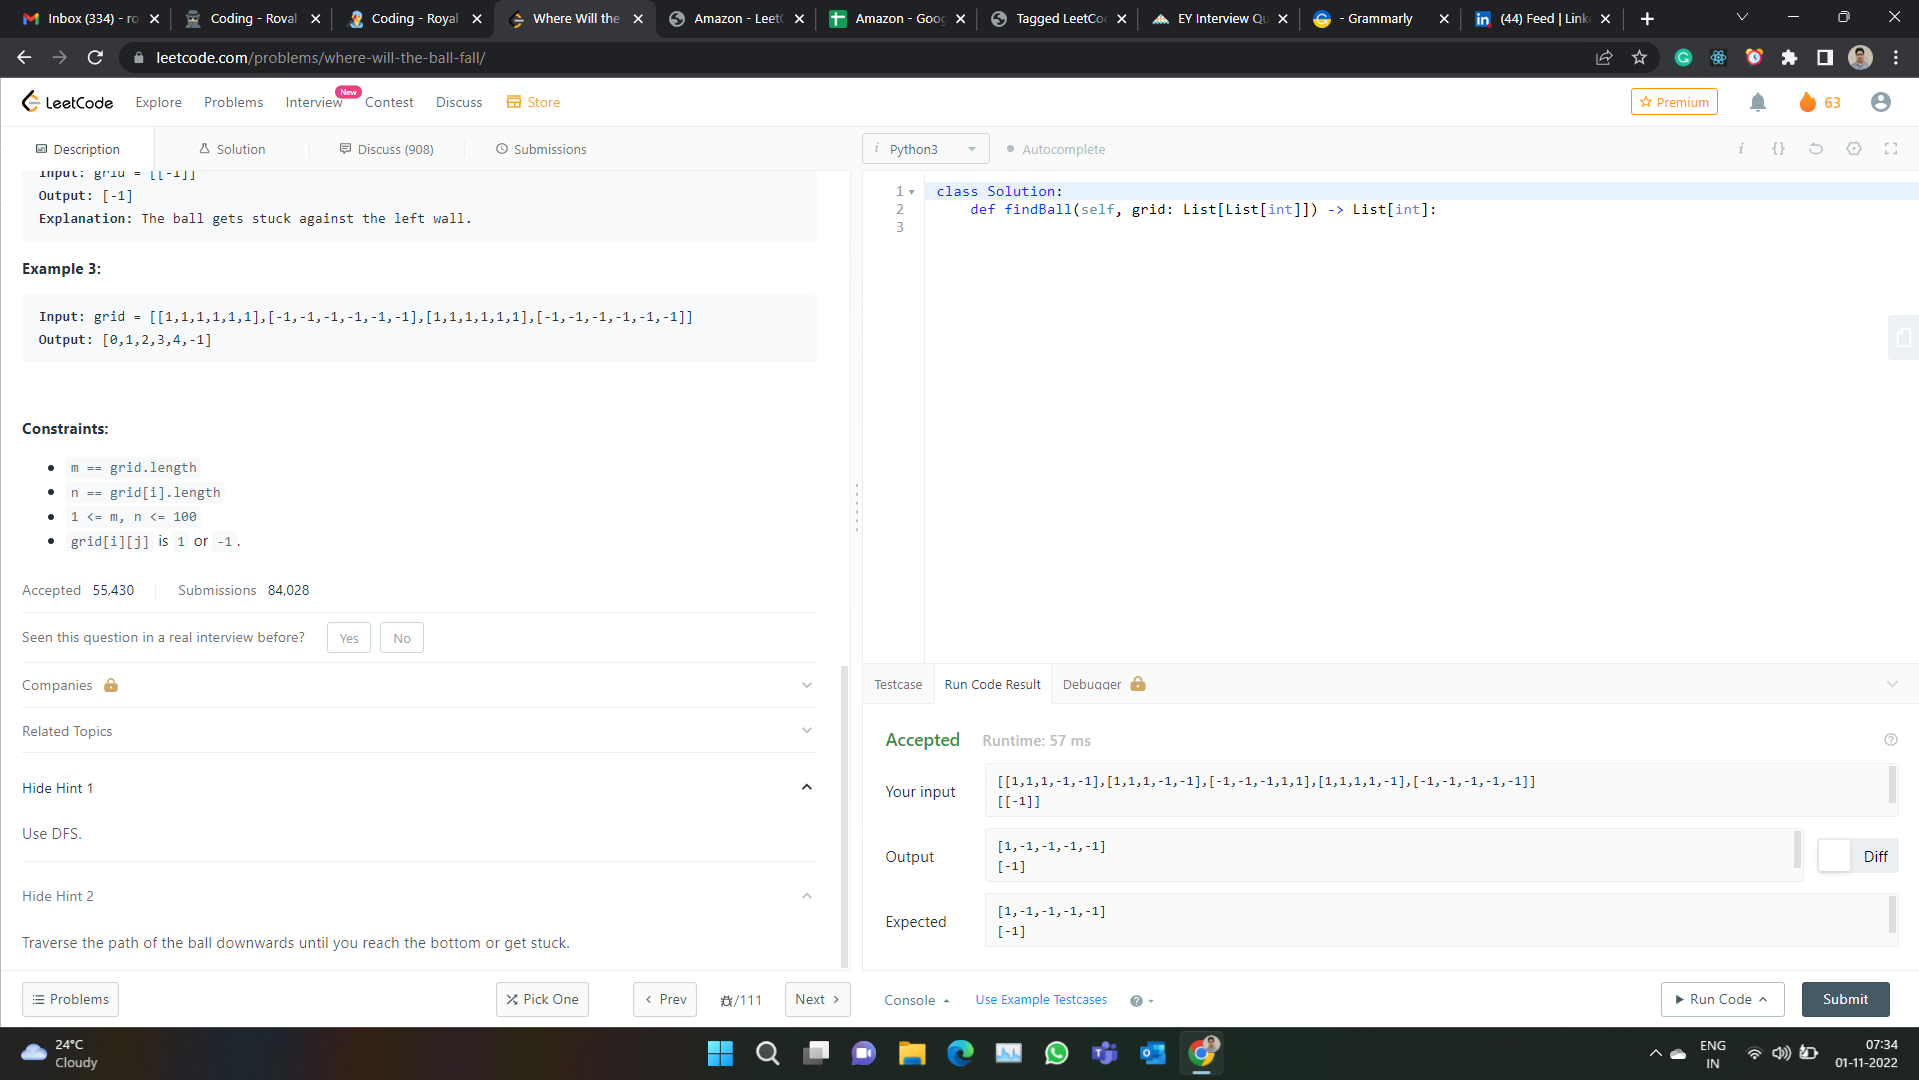 Inbox (334) - ro
Coding - Roval
Coding - Royal
Where Will the
Amazon - LeetC
Amazon - Goog
Tagged LeetCo
EY Interview Qu
- Grammarly
(44) Feed | Link
leetcode.com/problems/where-will-the-ball-fall/
LeetCode
Explore
Problems
Interview
New
Contest
Discuss
Store
Premium
63
Description
Solution
Discuss (908)
Submissions
i Python3
Autocomplete
i
{}
Input: grid = [[-1]]
Output: [-1]
Explanation: The ball gets stuck against the left wall.
Example 3:
Input: grid = [[1,1,1,1,1,1],[-1,-1,-1,-1,-1,-1],[1,1,1,1,1,1],[-1,-1,-1,-1,-1,-1]]
Output: [0,1,2,3,4,-1]
Constraints:
m == grid.length
n == grid[i].length
1 <= m, n <= 100
grid[i][j] is 1 or -1.
Accepted 55,430
Submissions 84,028
Seen this question in a real interview before?
Yes
No
Companies
Related Topics
Hide Hint 1
Use DFS.
Hide Hint 2
Traverse the path of the ball downwards until you reach the bottom or get stuck.
1 class Solution:
2 def findBall(self, grid: List[List[int]]) -> List[int]:
3
Testcase
Run Code Result
Debugger
Accepted
Runtime: 57 ms
Your input
[[1,1,1,-1,-1],[1,1,1,-1,-1],[-1,-1,-1,1,1],[1,1,1,1,-1],[-1,-1,-1,-1,-1]]
[[-1]]
Output
[1,-1,-1,-1,-1]
[-1]
Diff
Expected
[1,-1,-1,-1,-1]
[-1]
Problems
Pick One
Prev
/111
Next
Console
Use Example Testcases
Run Code
Submit
24°C
Cloudy
ENG
IN
07:34
01-11-2022